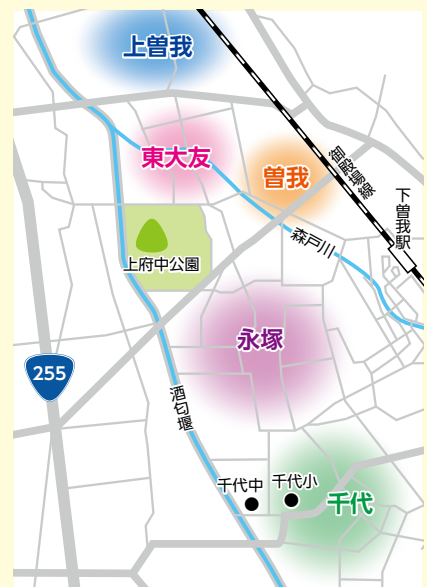 上曽我
東大友
曽我
御殿場線
下曽我駅
森戸川
上府中公園
永塚
255
酒匂堰
千代中
千代小
千代